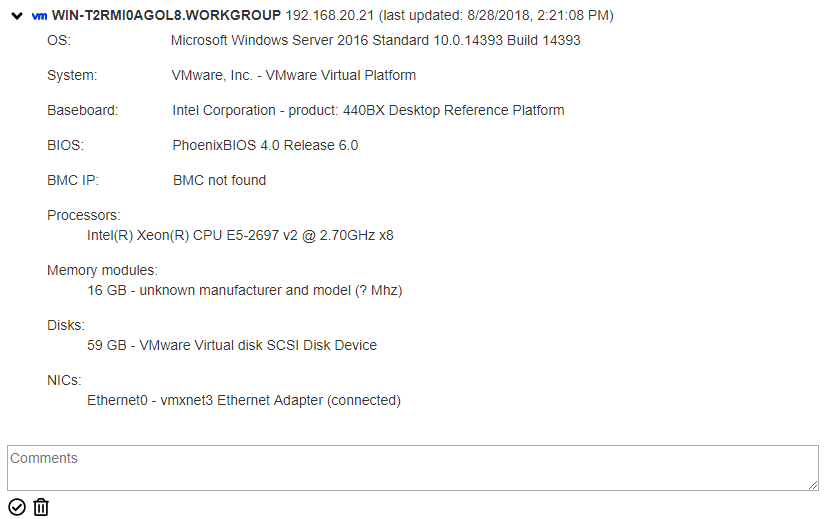 vm WIN-T2RMI0AGOL8.WORKGROUP 192.168.20.21 (last updated: 8/28/2018, 2:21:08 PM)
OS: Microsoft Windows Server 2016 Standard 10.0.14393 Build 14393
System: VMware, Inc. - VMware Virtual Platform
Baseboard: Intel Corporation - product: 440BX Desktop Reference Platform
BIOS: PhoenixBIOS 4.0 Release 6.0
BMC IP: BMC not found
Processors:
Intel(R) Xeon(R) CPU E5-2697 v2 @ 2.70GHz x8
Memory modules:
16 GB - unknown manufacturer and model (? Mhz)
Disks:
59 GB - VMware Virtual disk SCSI Disk Device
NICs:
Ethernet0 - vmxnet3 Ethernet Adapter (connected)
Comments